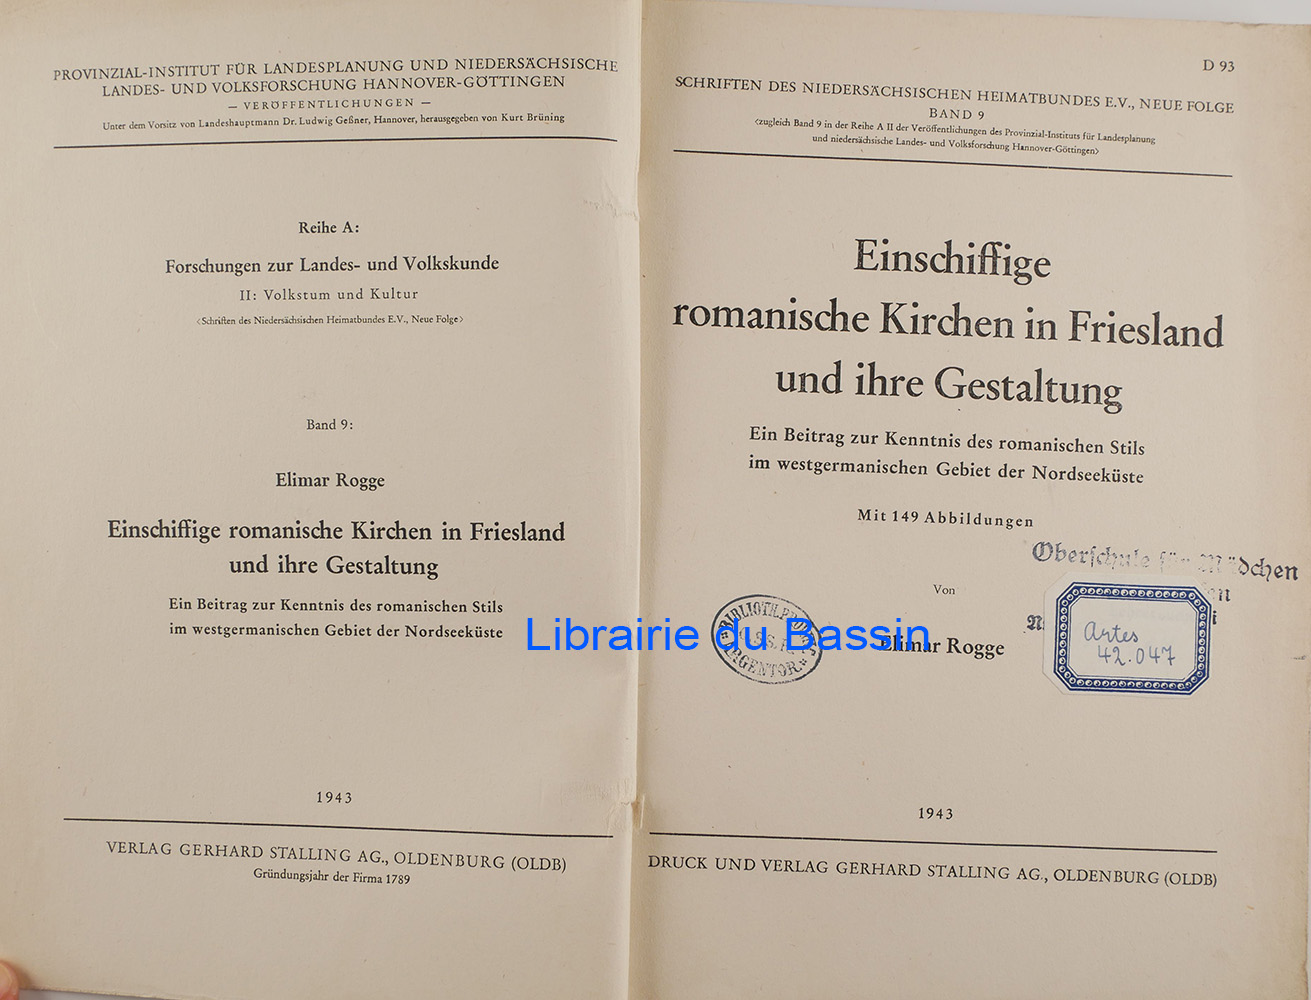 PROVINZIAL-INSTITUT FÜR LANDESPLANUNG UND NIEDERSÄCHSISCHE
LANDES- UND VOLKSFORSCHUNG HANNOVER-GÖTTINGEN
— VERÖFFENTLICHUNGEN —
Unter dem Vorsitz von Landeshauptmann Dr. Ludwig Geßner, Hannover, herausgegeben von Kurt Brüning
Reihe A:
Forschungen zur Landes- und Volkskunde
II: Volkstum und Kultur
<Schriften des Niedersächsischen Heimatbundes E.V., Neue Folge>
Band 9:
Elimar Rogge
Einschiffige romanische Kirchen in Friesland
und ihre Gestaltung
Ein Beitrag zur Kenntnis des romanischen Stils
im westgermanischen Gebiet der Nordseeküste
1943
VERLAG GERHARD STALLING AG., OLDENBURG (OLDB)
Gründungsjahr der Firma 1789
D 93
SCHRIFTEN DES NIEDERSÄCHSISCHEN HEIMATBUNDES E.V., NEUE FOLGE
BAND 9
<zugleich Band 9 in der Reihe A II der Veröffentlichungen des Provinzial-Instituts für Landesplanung
und niedersächsische Landes- und Volksforschung Hannover-Göttingen>
Einschiffige
romanische Kirchen in Friesland
und ihre Gestaltung
Ein Beitrag zur Kenntnis des romanischen Stils
im westgermanischen Gebiet der Nordseeküste
Mit 149 Abbildungen
Oberschule für Mädchen
Von
Elimar Rogge
Artes
42.047
Librairie du Bassin
1943
DRUCK UND VERLAG GERHARD STALLING AG., OLDENBURG (OLDB)